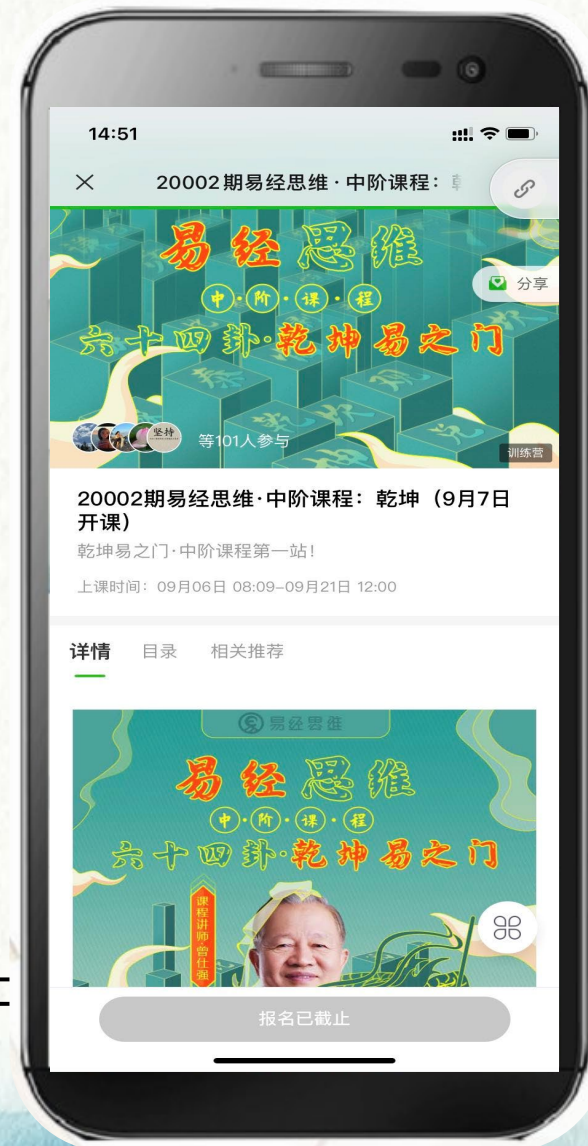 14:51
20002期易经思维·中阶课程：
易经思维
中·阶·课·程
六十四卦·乾坤易之门
分享
坚持
等101人参与
训练营
20002期易经思维·中阶课程：乾坤（9月7日
开课）
乾坤易之门·中阶课程第一站！
上课时间：09月06日 08:09-09月21日 12:00
详情 目录 相关推荐
易经思维
易经思维
中·阶·课·程
六十四卦·乾坤易之门
课程讲师 曾仕强
报名已截止